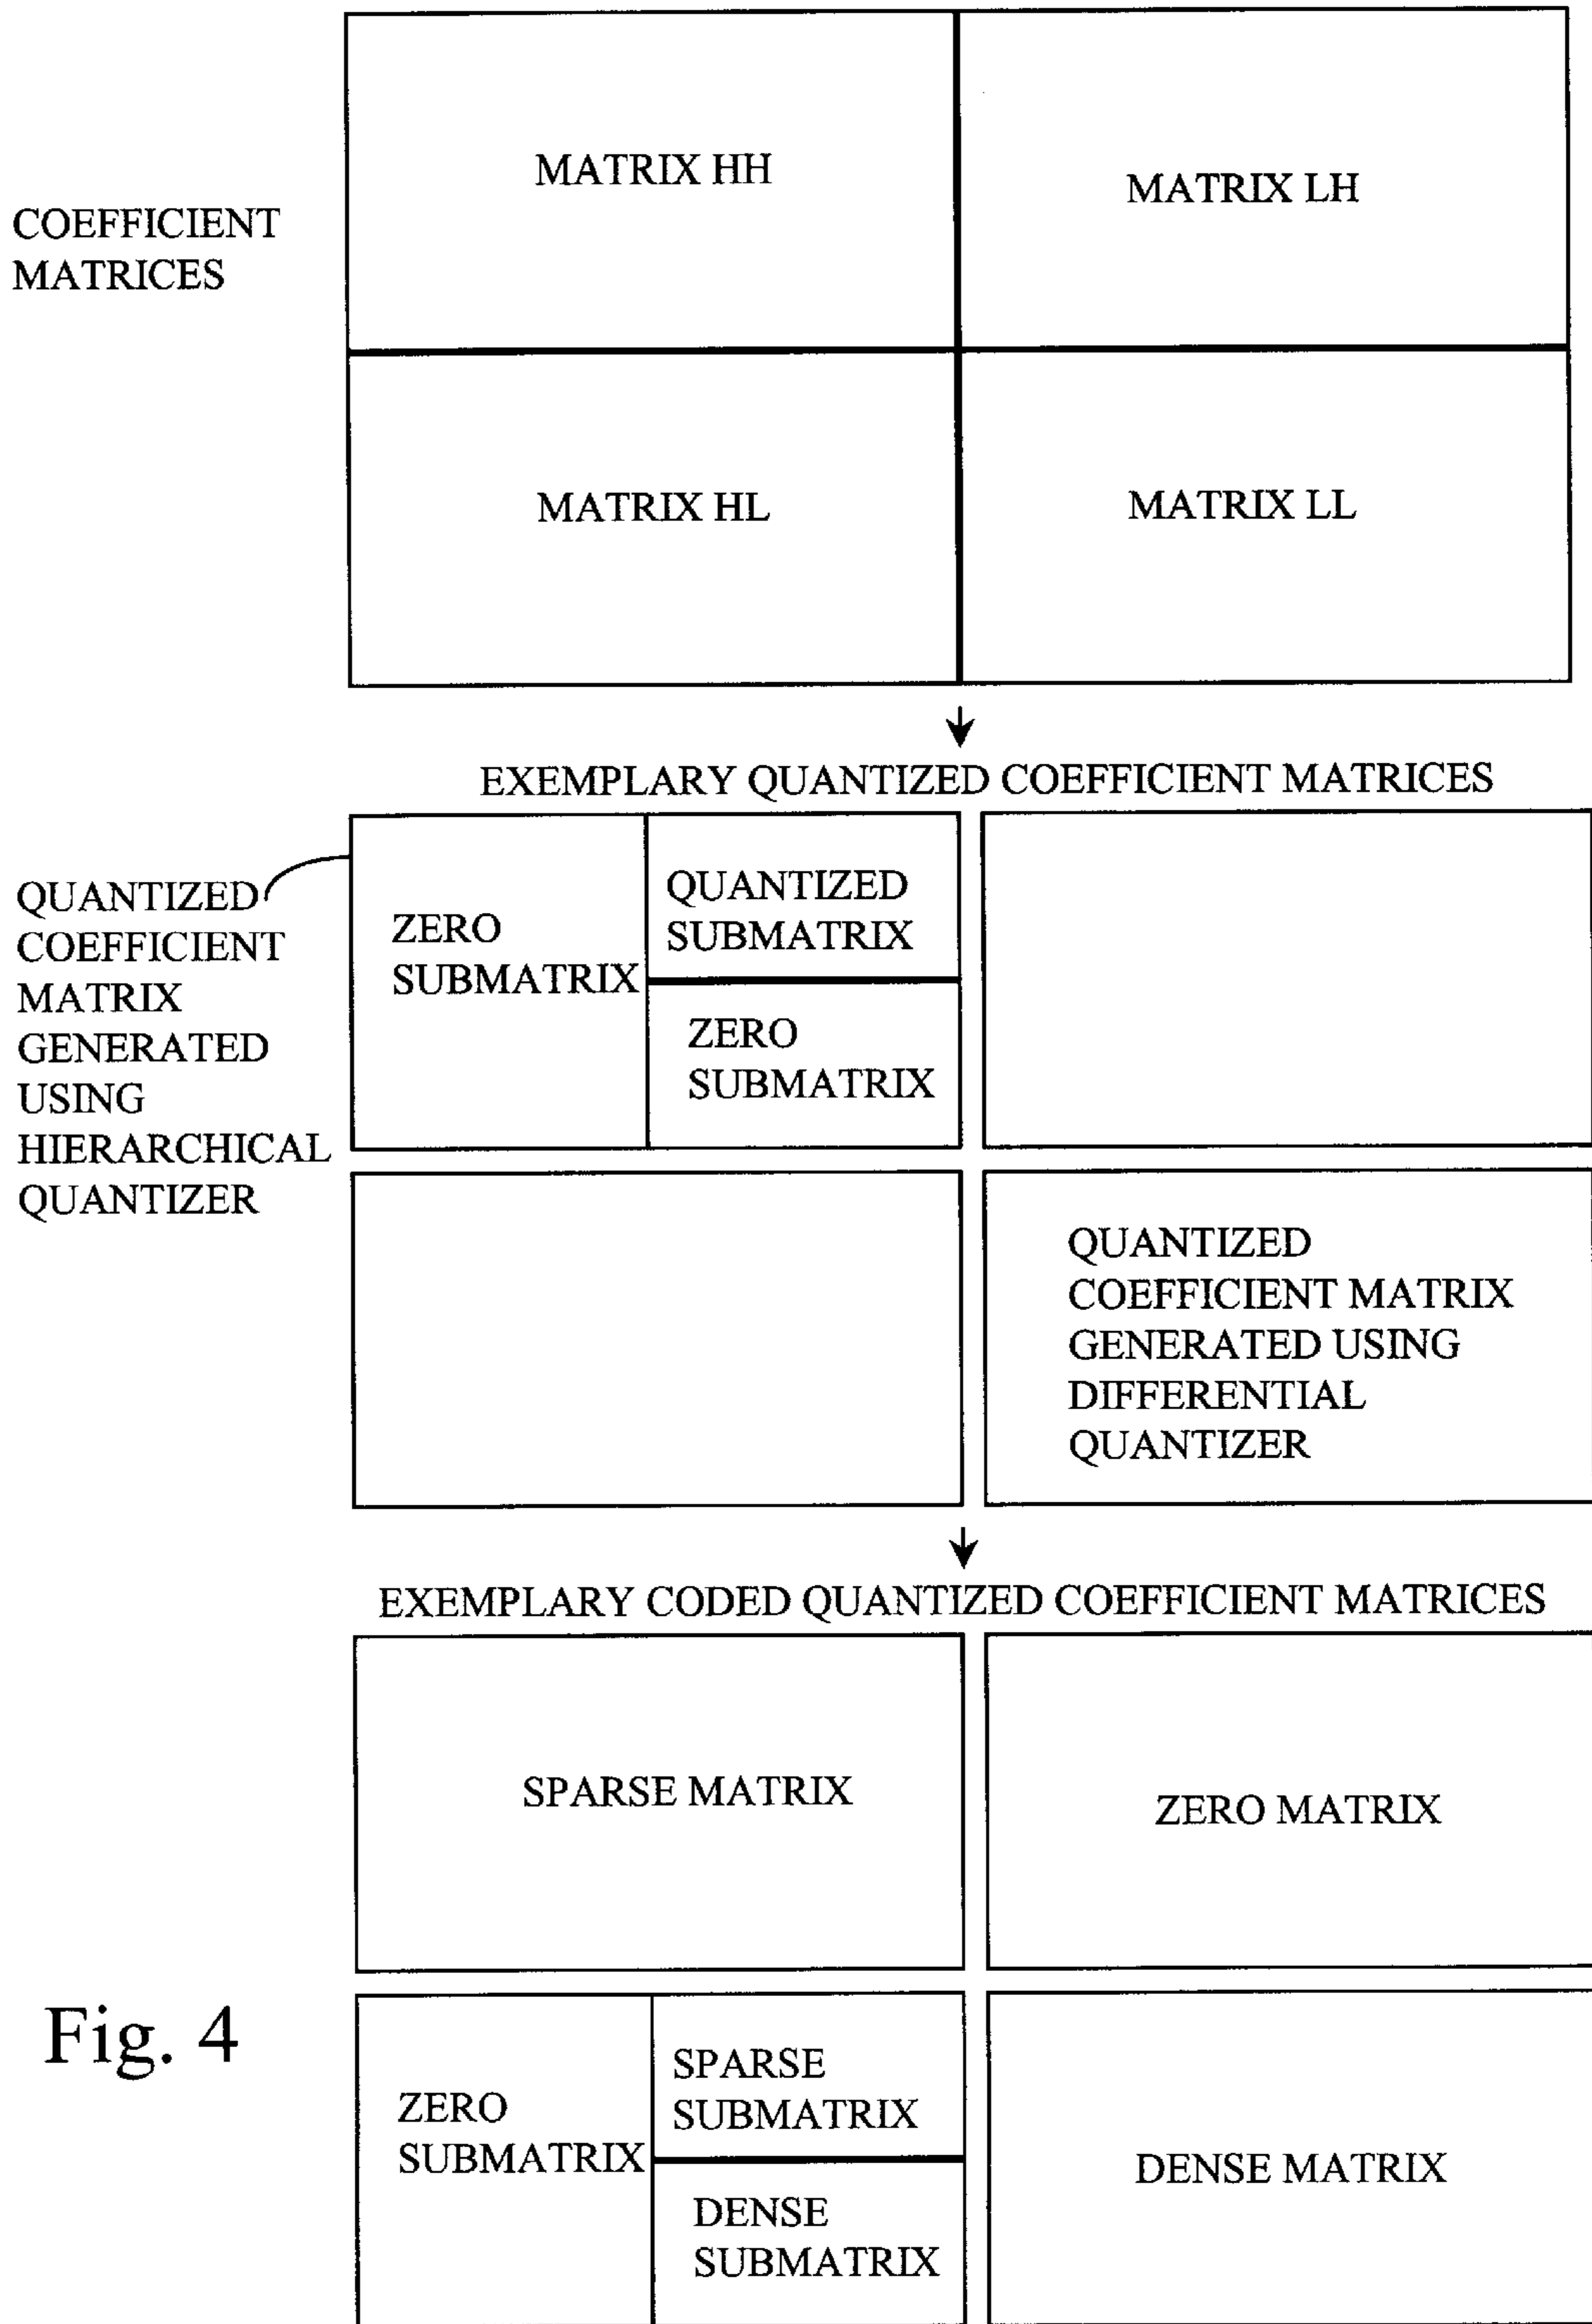 COEFFICIENT
MATRICES
MATRIX HH
MATRIX LH
MATRIX HL
MATRIX LL
EXEMPLARY QUANTIZED COEFFICIENT MATRICES
QUANTIZED
COEFFICIENT
MATRIX
GENERATED
USING
HIERARCHICAL
QUANTIZER
ZERO
SUBMATRIX
QUANTIZED
SUBMATRIX
ZERO
SUBMATRIX
QUANTIZED
COEFFICIENT MATRIX
GENERATED USING
DIFFERENTIAL
QUANTIZER
EXEMPLARY CODED QUANTIZED COEFFICIENT MATRICES
SPARSE MATRIX
ZERO MATRIX
Fig. 4
ZERO
SUBMATRIX
SPARSE
SUBMATRIX
DENSE
SUBMATRIX
DENSE MATRIX